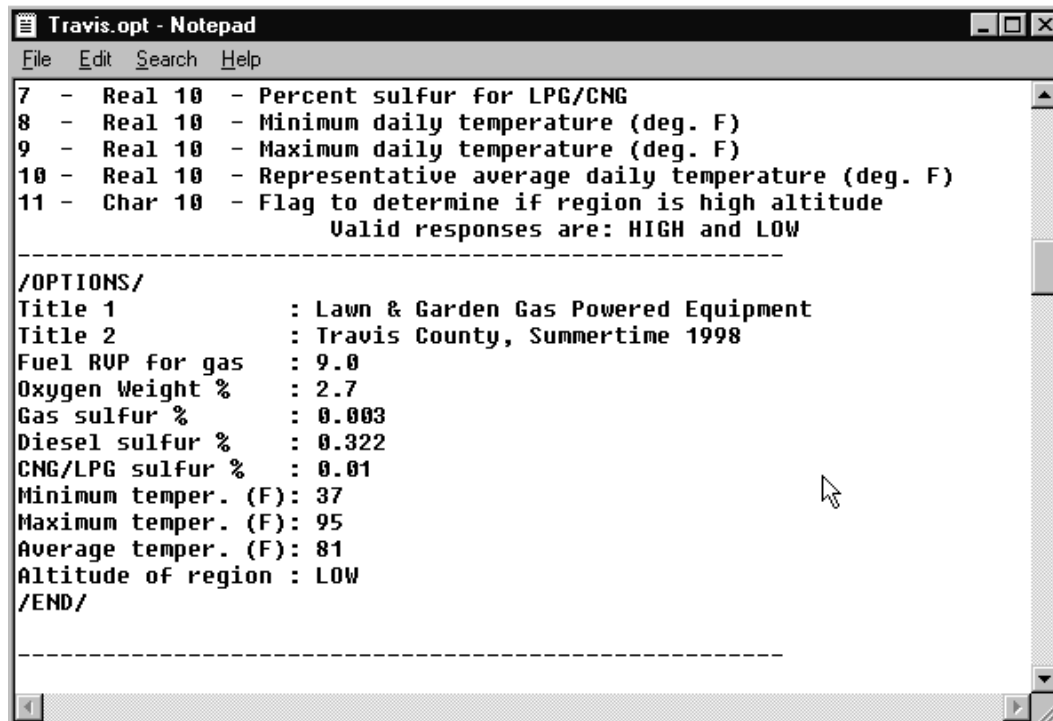 Travis.opt - Notepad
File Edit Search Help
7  -  Real 10  - Percent sulfur for LPG/CNG
8  -  Real 10  - Minimum daily temperature (deg. F)
9  -  Real 10  - Maximum daily temperature (deg. F)
10 -  Real 10  - Representative average daily temperature (deg. F)
11 -  Char 10  - Flag to determine if region is high altitude
                      Valid responses are: HIGH and LOW
------------------------------------------------------
/OPTIONS/
Title 1            : Lawn & Garden Gas Powered Equipment
Title 2            : Travis County, Summertime 1998
Fuel RVP for gas   : 9.0
Oxygen Weight %    : 2.7
Gas sulfur %       : 0.003
Diesel sulfur %    : 0.322
CNG/LPG sulfur %   : 0.01
Minimum temper. (F): 37
Maximum temper. (F): 95
Average temper. (F): 81
Altitude of region : LOW
/END/
------------------------------------------------------